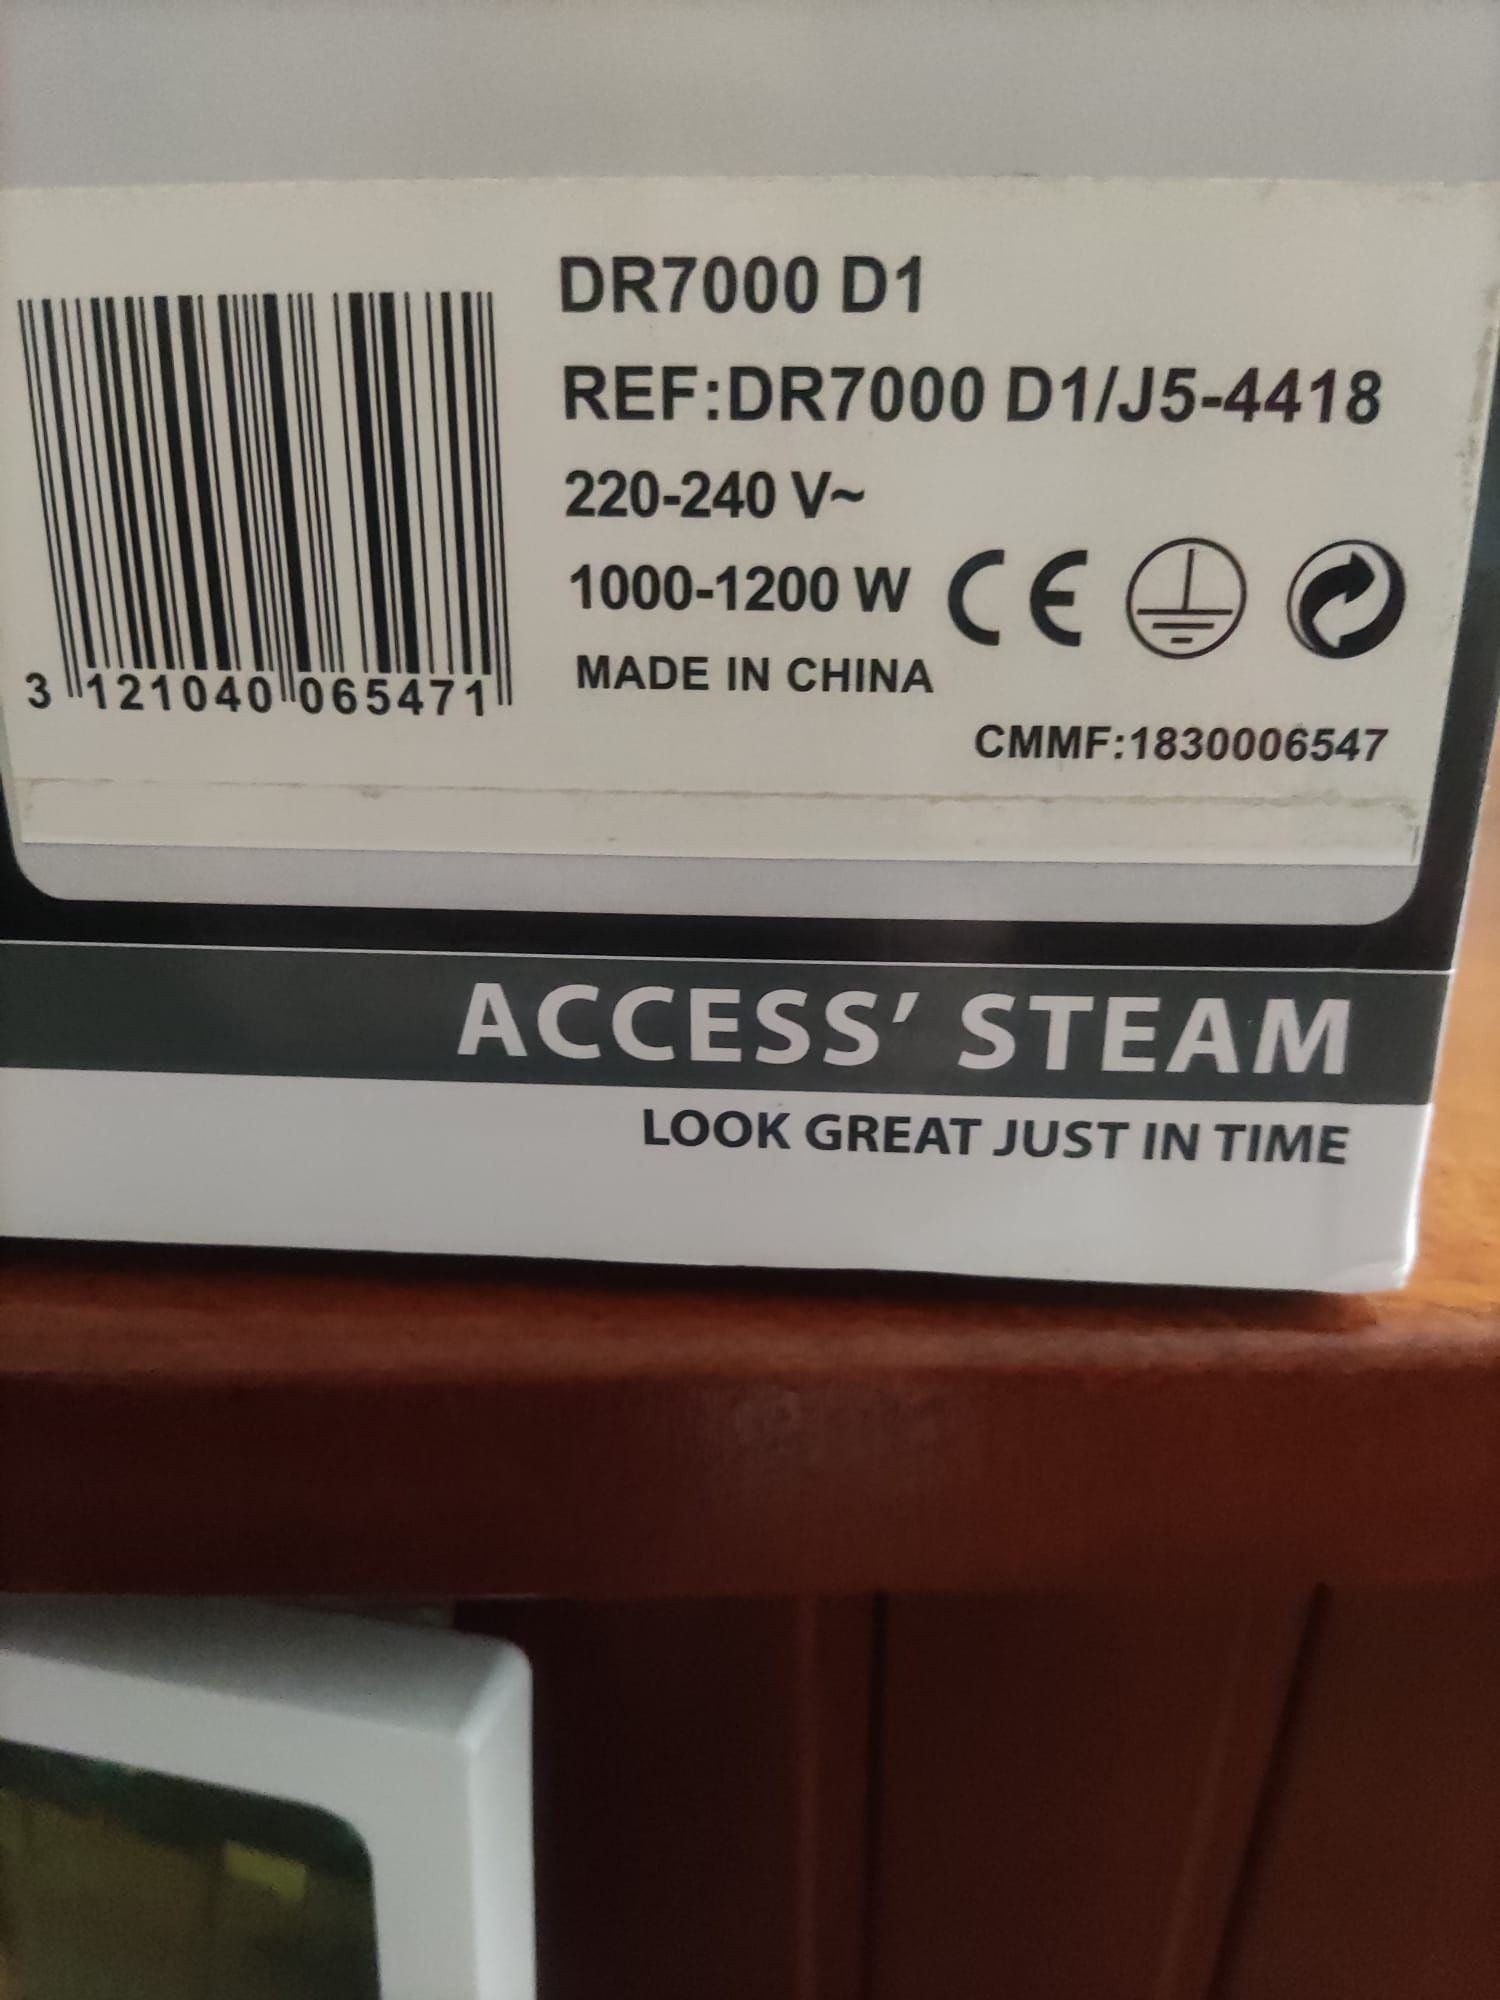 DR7000 D1
REF:DR7000 D1/J5-4418
220-240 V~
1000-1200 W CE
MADE IN CHINA
3 121040 065471
CMMF:1830006547
ACCESS' STEAM
LOOK GREAT JUST IN TIME